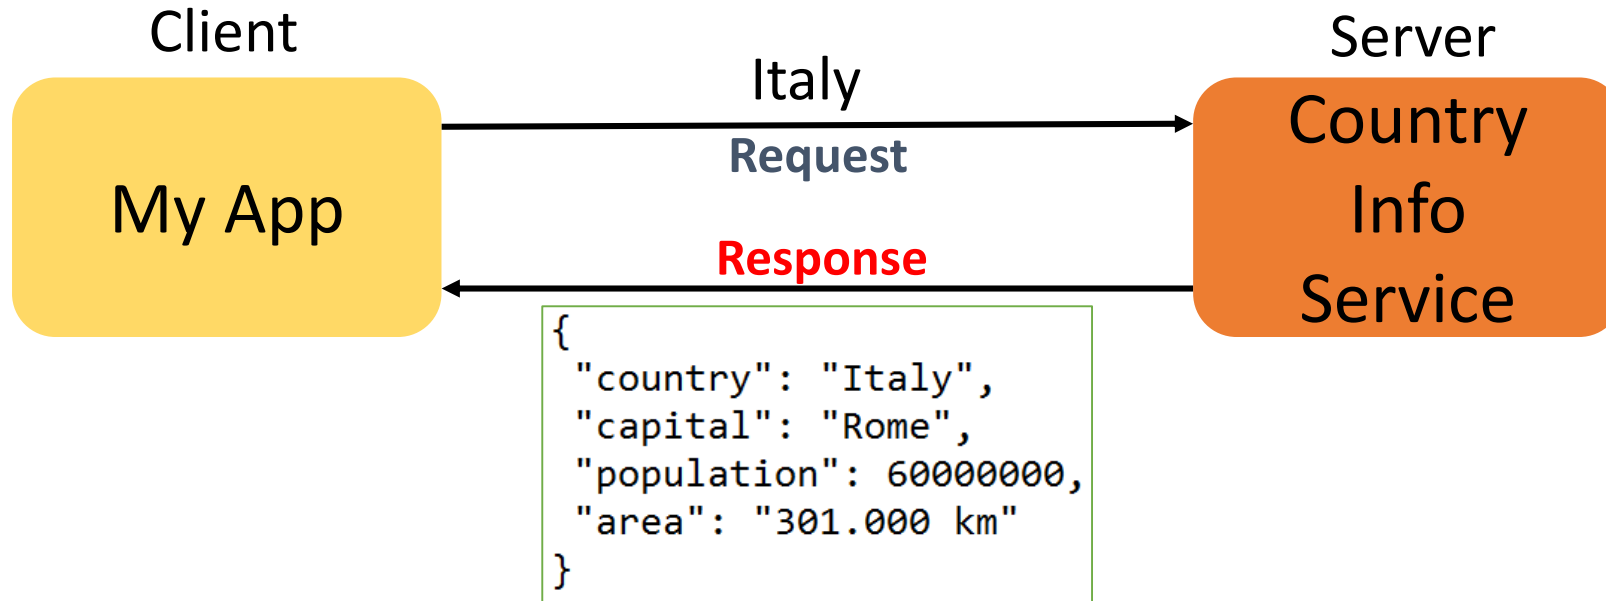 Client
My App
Italy
Request
Response
{
"country": "Italy",
"capital": "Rome",
"population": 60000000,
"area": "301.000 km"
}
Server
Country
Info
Service